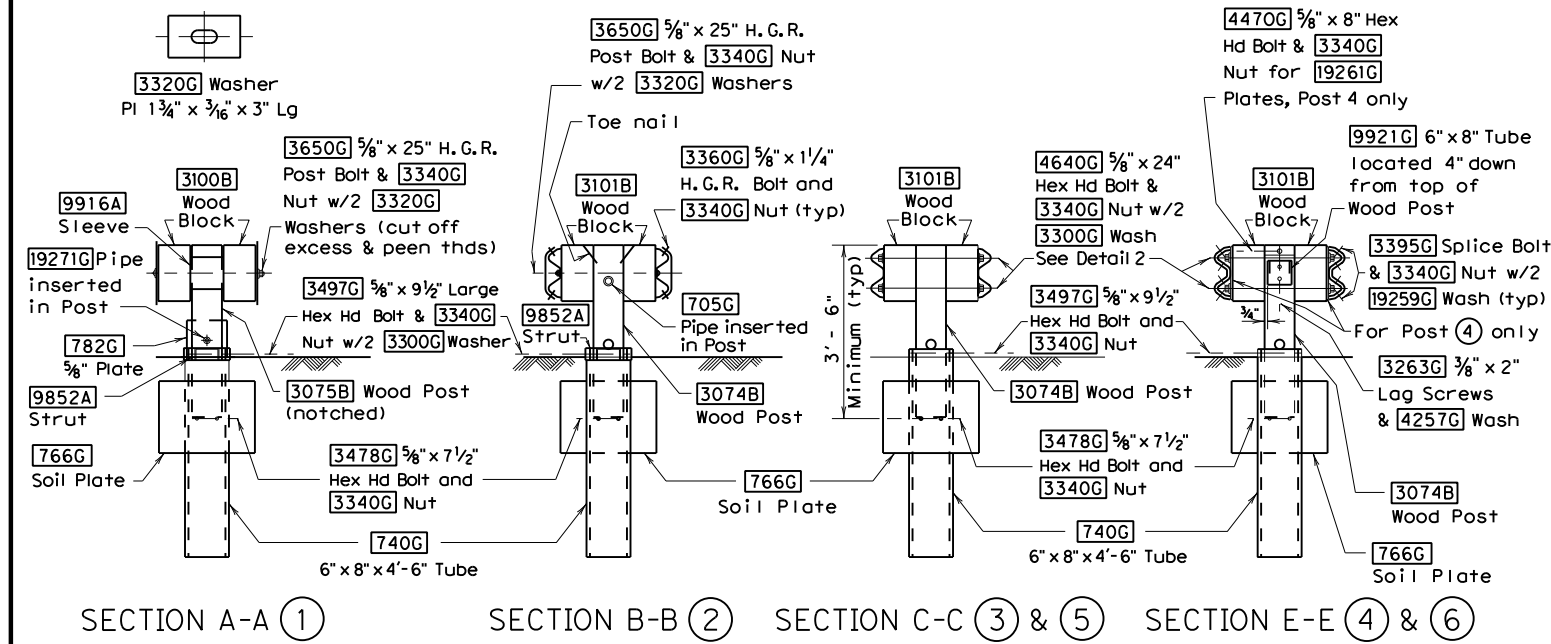 3320G Washer
Pl 1 3/4" x 3/16" x 3" Lg
3650G 5/8" x 25" H.G.R.
Post Bolt & 3340G
Nut w/2 3320G
Washers (cut off
excess & peen thds)
3100B
Wood
Block
9916A
Sleeve
19271G Pipe
inserted
in Post
3497G 5/8" x 9 1/2" Large
Hex Hd Bolt & 3340G
Nut w/2 3300G Washer
782G
5/8" Plate
9852A
Strut
3075B Wood Post
(notched)
766G
Soil Plate
3478G 5/8" x 7 1/2"
Hex Hd Bolt and
3340G Nut
740G
6" x 8" x 4'-6" Tube
SECTION A-A 1
3650G 5/8" x 25" H.G.R.
Post Bolt & 3340G Nut
w/2 3320G Washers
Toe nail
3101B
Wood
Block
3360G 5/8" x 1 1/4"
H.G.R. Bolt and
3340G Nut (typ)
9852A
Strut
705G
Pipe inserted
in Post
3074B
Wood Post
766G
Soil Plate
SECTION B-B 2
3101B
Wood
Block
3'-6"
Minimum (typ)
4640G 5/8" x 24"
Hex Hd Bolt &
3340G Nut w/2
3300G Wash
See Detail 2
3497G 5/8" x 9 1/2"
Hex Hd Bolt and
3340G Nut
3074B Wood Post
3478G 5/8" x 7 1/2"
Hex Hd Bolt and
3340G Nut
740G
6" x 8" x 4'-6" Tube
SECTION C-C 3 & 5
4470G 5/8" x 8" Hex
Hd Bolt & 3340G
Nut for 19261G
Plates, Post 4 only
9921G 6" x 8" Tube
located 4" down
from top of
Wood Post
3101B
Wood
Block
3395G Splice Bolt
& 3340G Nut w/2
19259G Wash (typ)
3/4"
For Post 4 only
3263G 3/8" x 2"
Lag Screws
& 4257G Wash
3074B
Wood Post
766G
Soil Plate
SECTION E-E 4 & 6